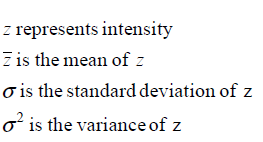 z represents intensity
z̄ is the mean of z
σ is the standard deviation of z
σ² is the variance of z